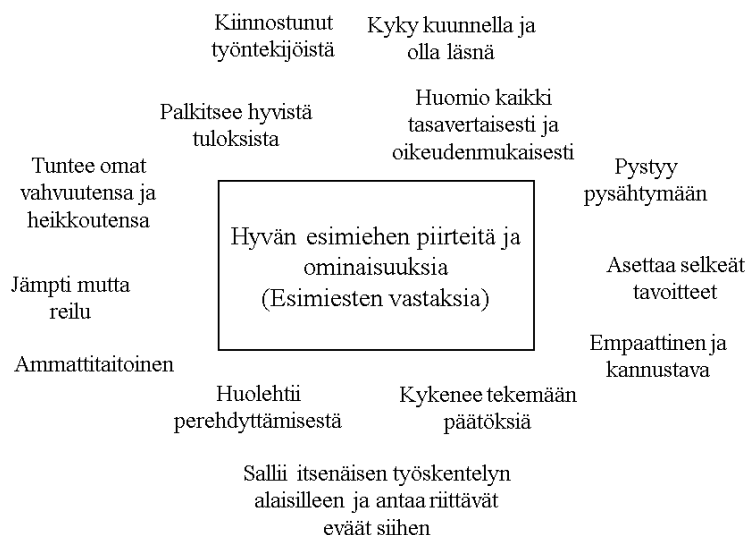 Kiinnostunut
työntekijöistä
Kyky kuunnella ja
olla läsnä
Palkitsee hyvistä
tuloksista
Huomio kaikki
tasavertaisesti ja
oikeudenmukaisesti
Tuntee omat
vahvuutensa ja
heikkoutensa
Pystyy
pysähtymään
Hyvän esimiehen piirteitä ja
ominaisuuksia
(Esimiesten vastaksia)
Jämpti mutta
reilu
Asettaa selkeät
tavoitteet
Ammattitaitoinen
Empaattinen ja
kannustava
Huolehtii
perehdyttämisestä
Kykenee tekemään
päätöksiä
Sallii itsenäisen työskentelyn
alaisilleen ja antaa riittävät
eväät siihen